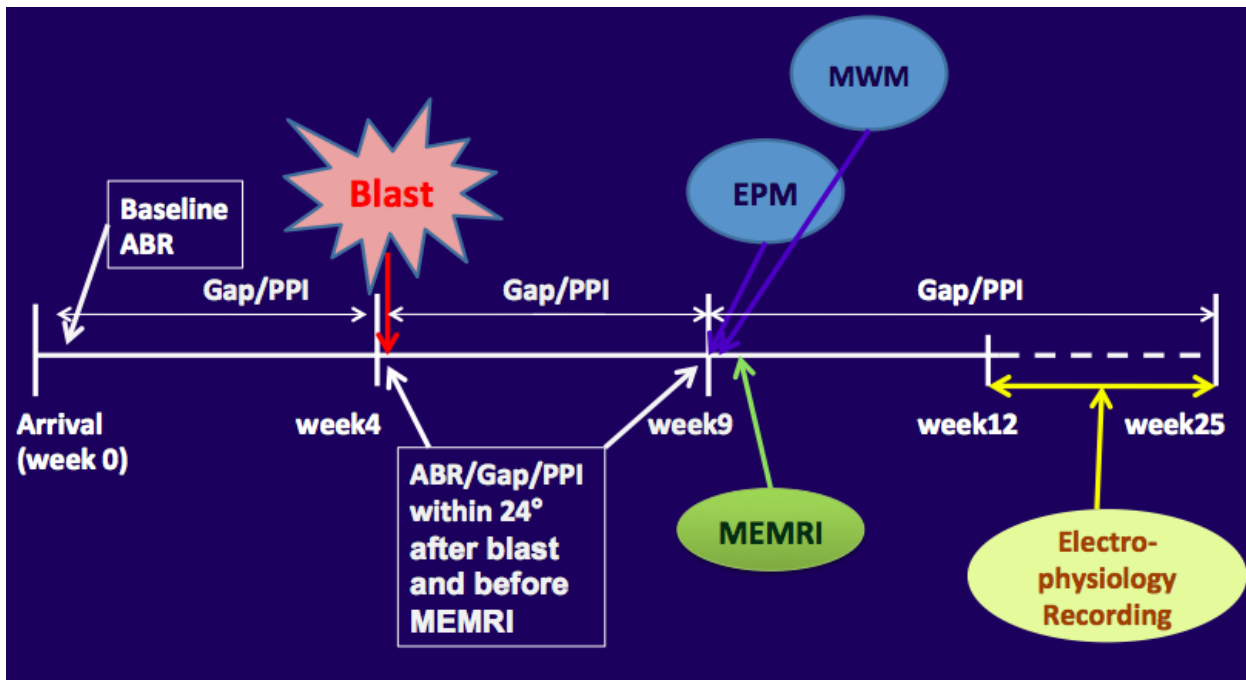 MWM
EPM
Blast
Baseline
ABR
Gap/PPI
Gap/PPI
Gap/PPI
Arrival
(week 0)
week4
week9
week12
week25
ABR/Gap/PPI
within 24°
after blast
and before
MEMRI
MEMRI
Electro-
physiology
Recording